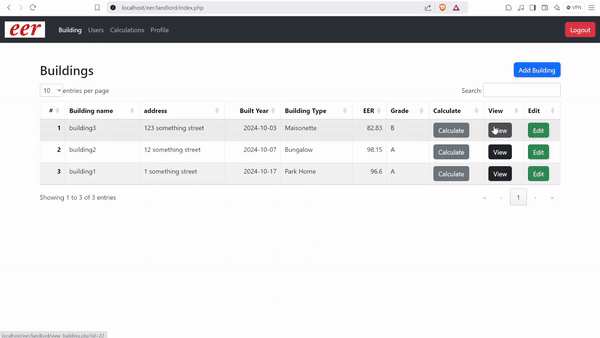 localhost/eer/landlord/index.php
VPN
eer Building Users Calculations Profile Logout
Buildings
Add Building
10 entries per page
Search:
# Building name address Built Year Building Type EER Grade Calculate View Edit
1 building3 123 something street 2024-10-03 Maisonette 82.83 B Calculate View Edit
2 building2 12 something street 2024-10-07 Bungalow 98.15 A Calculate View Edit
3 building1 1 something street 2024-10-17 Park Home 96.6 A Calculate View Edit
Showing 1 to 3 of 3 entries
« ‹ 1 › »
localhost/eer/landlord/view_building.php?id=22